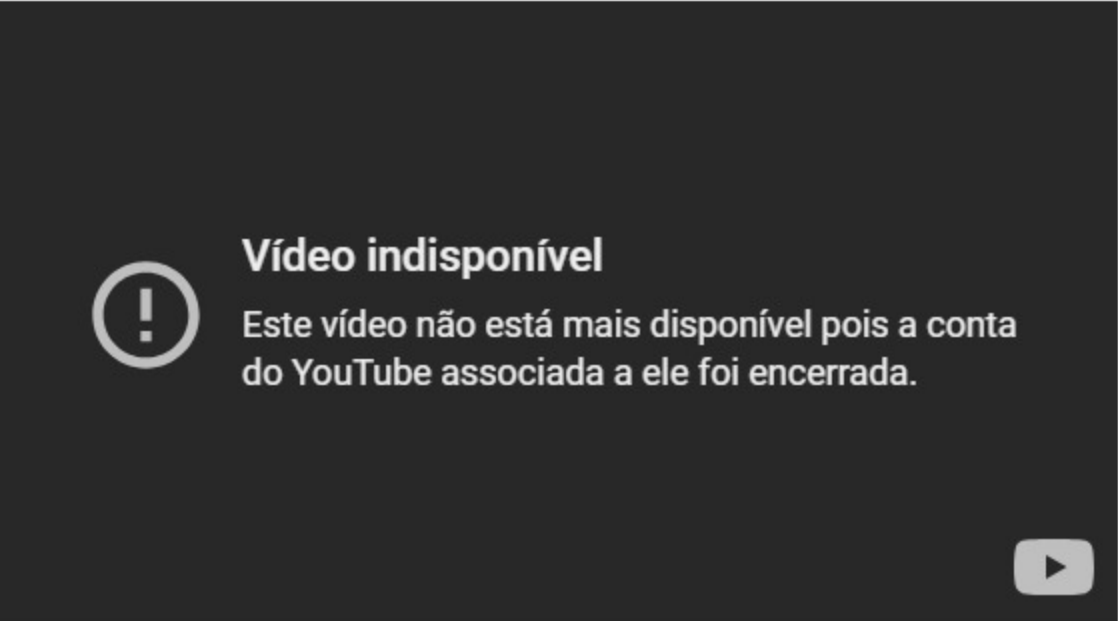 Vídeo indisponível
Este vídeo não está mais disponível pois a conta
do YouTube associada a ele foi encerrada.